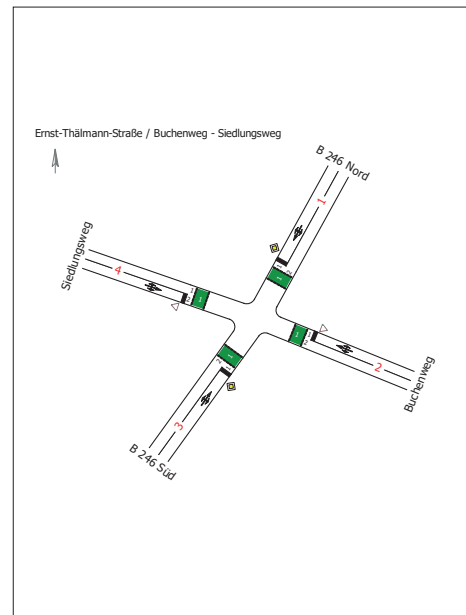 Ernst-Thälmann-Straße / Buchenweg - Siedlungsweg
B 246 Nord
1
Siedlungsweg
4
2
Buchenweg
3
B 246 Süd